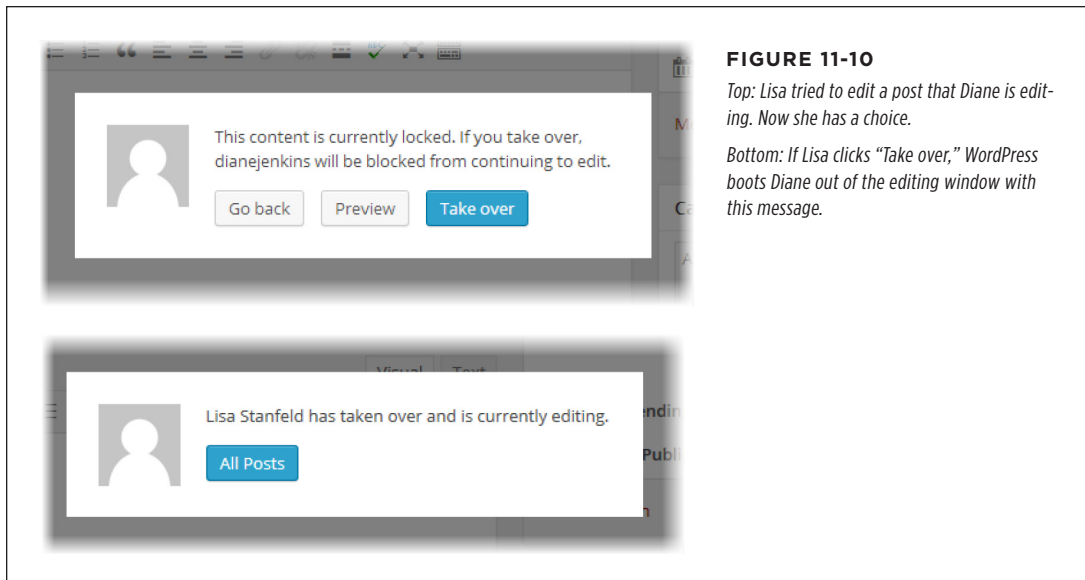 FIGURE 11-10
Top: Lisa tried to edit a post that Diane is edit-
ing. Now she has a choice.
Bottom: If Lisa clicks “Take over,” WordPress
boots Diane out of the editing window with
this message.
This content is currently locked. If you take over,
dianejenkins will be blocked from continuing to edit.
Go back Preview Take over
Visual Text
Lisa Stanfeld has taken over and is currently editing.
All Posts